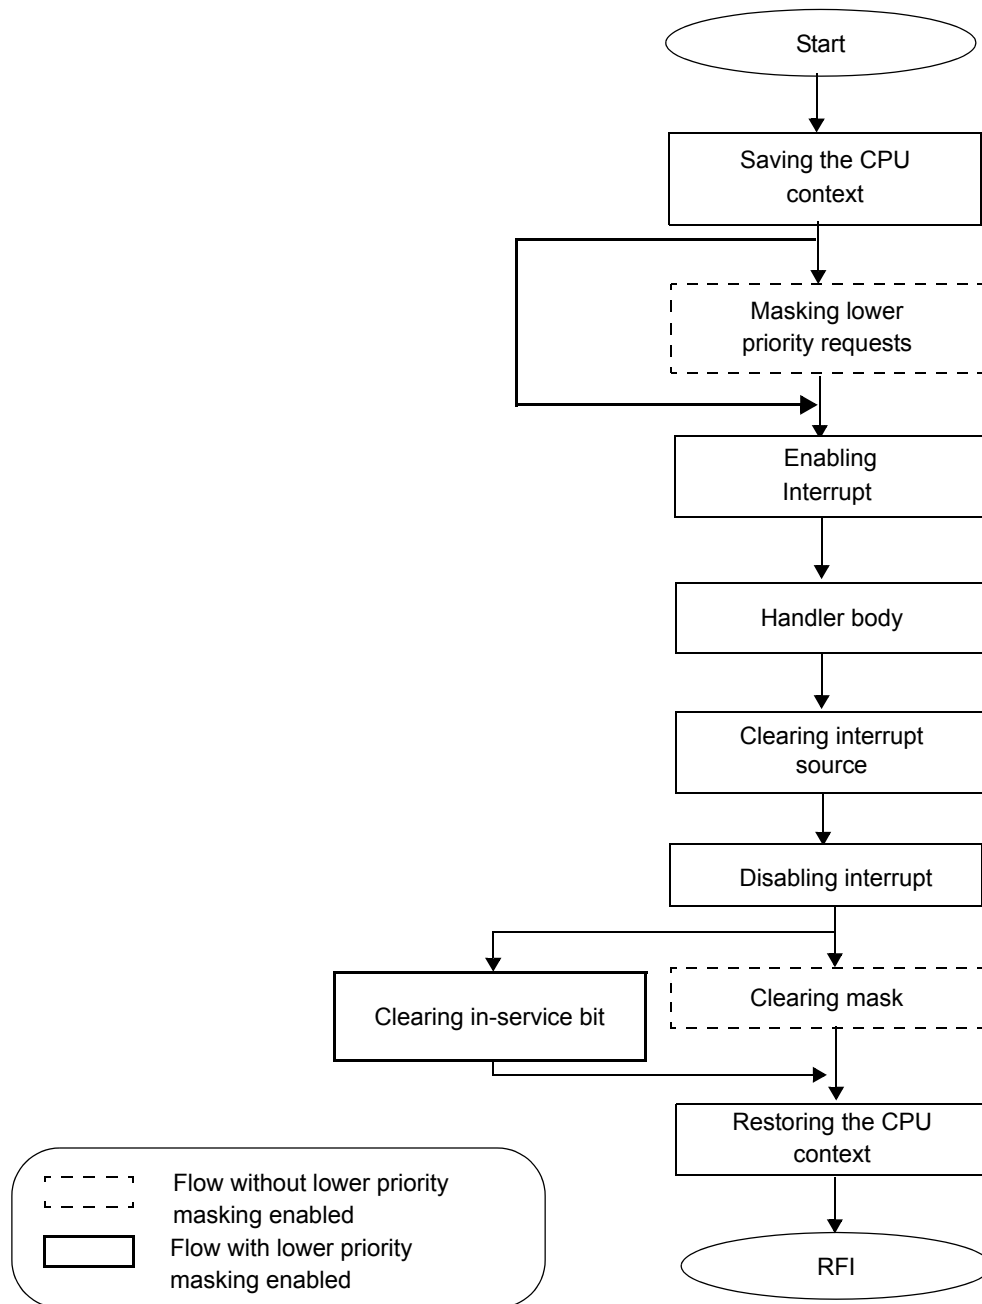 Start
Saving the CPU
context
Masking lower
priority requests
Enabling
Interrupt
Handler body
Clearing interrupt
source
Disabling interrupt
Clearing in-service bit
Clearing mask
Restoring the CPU
context
RFI
Flow without lower priority
masking enabled
Flow with lower priority
masking enabled